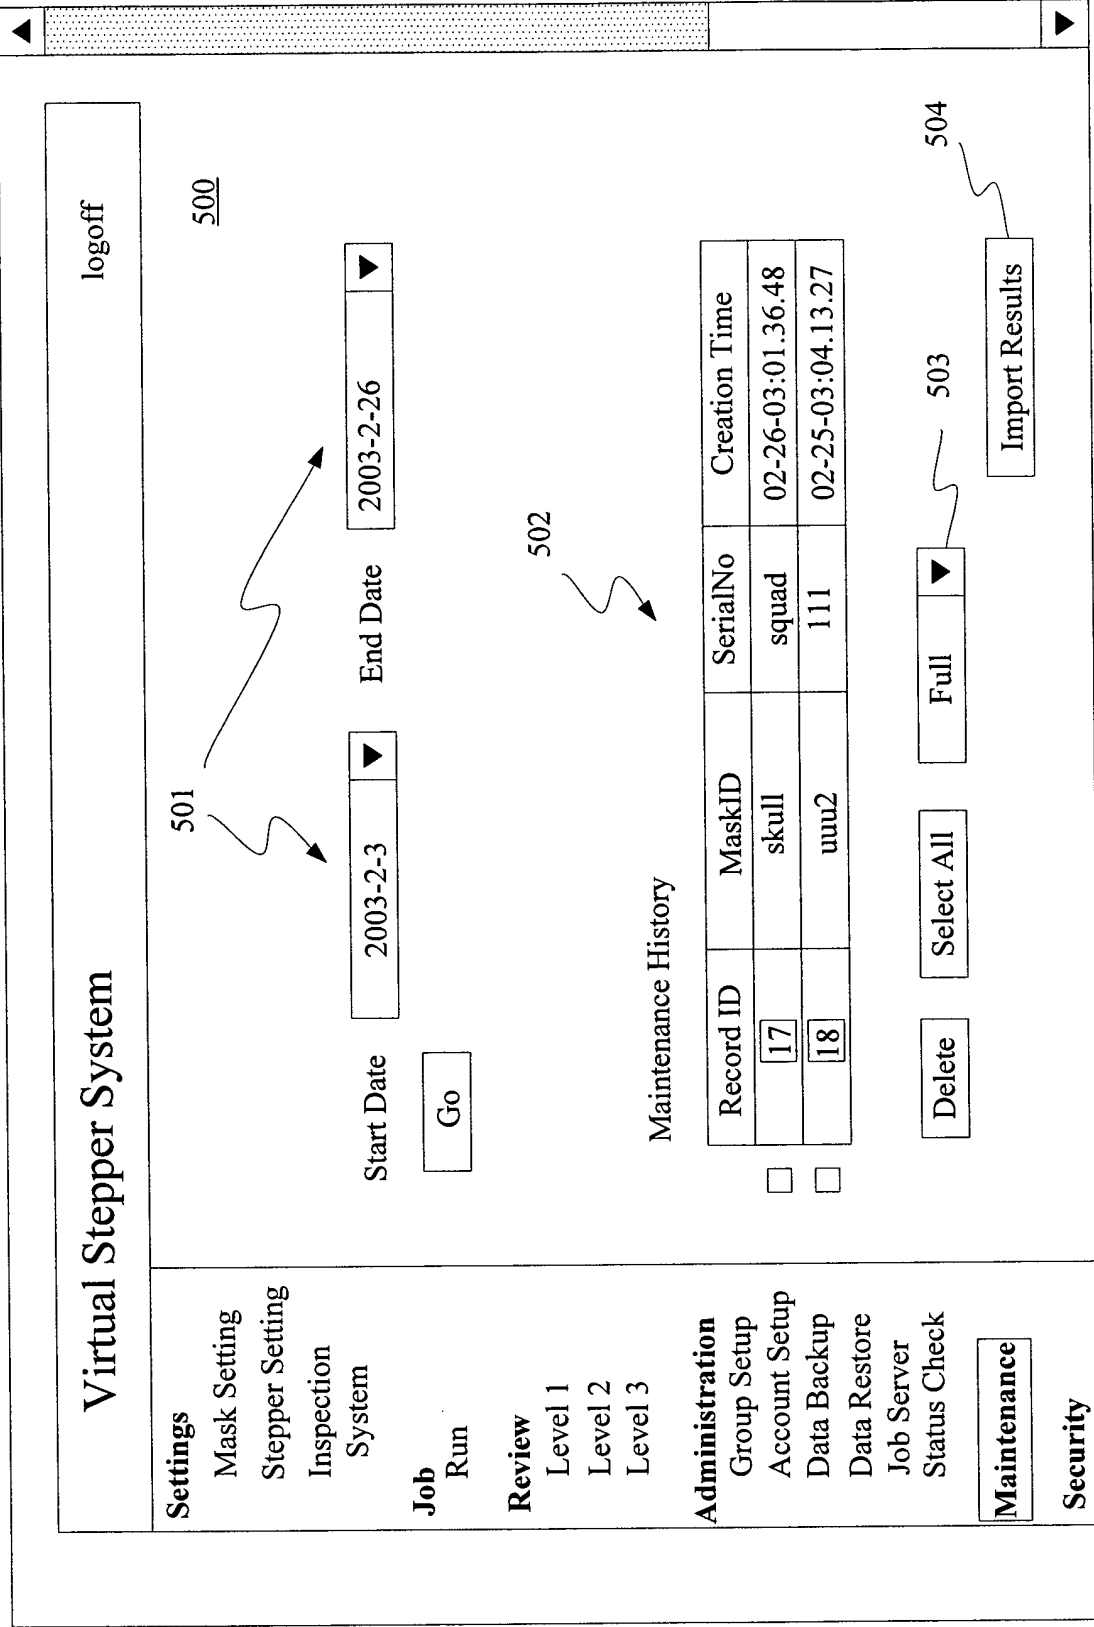 Virtual Stepper System
logoff
Settings
Mask Setting
Stepper Setting
Inspection
System
Job
Run
Review
Level 1
Level 2
Level 3
Administration
Group Setup
Account Setup
Data Backup
Data Restore
Job Server
Status Check
Maintenance
Security
500
501
Start Date 2003-2-3 End Date 2003-2-26
Go
502
Maintenance History
Record ID MaskID SerialNo Creation Time
17 skull squad 02-26-03:01.36.48
18 uuu2 111 02-25-03:04.13.27
Delete Select All Full
503
504
Import Results